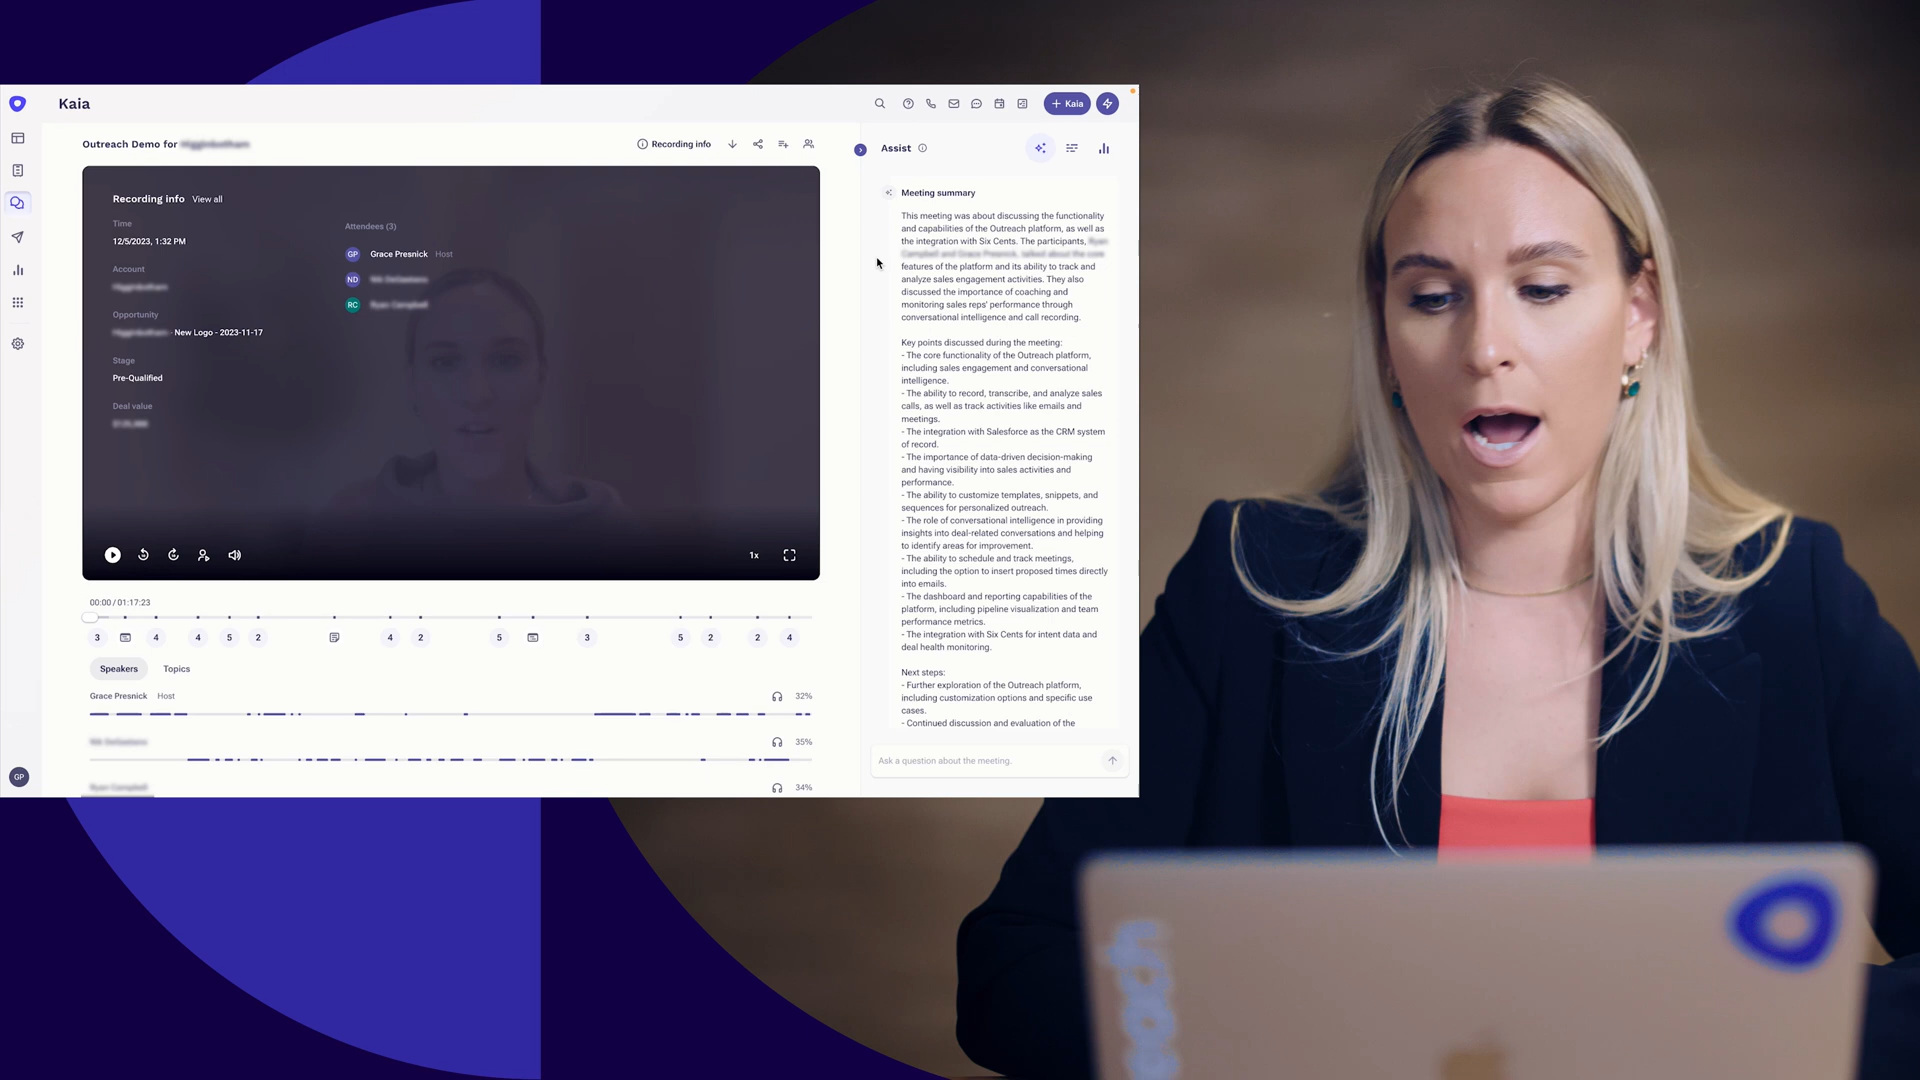 Kaia
+ Kaia
Outreach Demo for
Recording info
Recording info View all
Time
12/5/2023, 1:32 PM
Account
Opportunity
- New Logo - 2023-11-17
Stage
Pre-Qualified
Deal value
Attendees (3)
GP Grace Presnick Host
ND
RC
1x
00:00 / 01:17:23
3 4 4 5 2 4 2 5 3 5 2 2 4
Speakers Topics
Grace Presnick Host 32%
35%
34%
GP
Assist
Meeting summary
This meeting was about discussing the functionality
and capabilities of the Outreach platform, as well as
the integration with Six Cents. The participants,
features of the platform and its ability to track and
analyze sales engagement activities. They also
discussed the importance of coaching and
monitoring sales reps' performance through
conversational intelligence and call recording.
Key points discussed during the meeting:
- The core functionality of the Outreach platform,
including sales engagement and conversational
intelligence.
- The ability to record, transcribe, and analyze sales
calls, as well as track activities like emails and
meetings.
- The integration with Salesforce as the CRM system
of record.
- The importance of data-driven decision-making
and having visibility into sales activities and
performance.
- The ability to customize templates, snippets, and
sequences for personalized outreach.
- The role of conversational intelligence in providing
insights into deal-related conversations and helping
to identify areas for improvement.
- The ability to schedule and track meetings,
including the option to insert proposed times directly
into emails.
- The dashboard and reporting capabilities of the
platform, including pipeline visualization and team
performance metrics.
- The integration with Six Cents for intent data and
deal health monitoring.
Next steps:
- Further exploration of the Outreach platform,
including customization options and specific use
cases.
- Continued discussion and evaluation of the
Ask a question about the meeting.